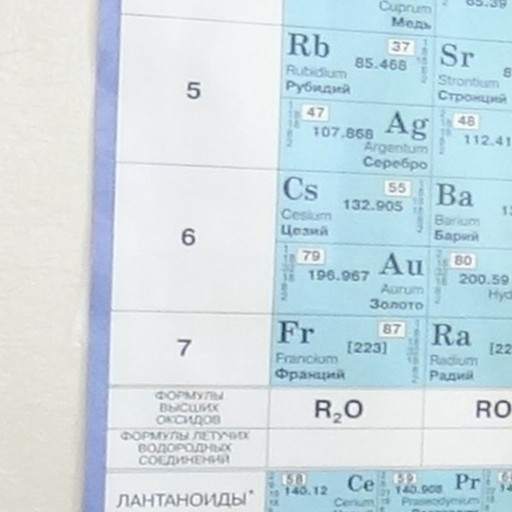 Cuprum 2 65.39
Медь
Rb 37 Sr
85.468
Rubidium Strontium
Рубидий Стронций
5
47 Ag 48
107.868 112.41
Argentum
Серебро
Cs 55 Ba
132.905
Cesium Barium
Цезий Барий
6
79 Au 80
196.967 200.59
Aurum Hyd
Золото
Fr 87 Ra
7 [223] [22
Francium Radium
Франций Радий
ФОРМУЛЫ
ВЫСШИХ R₂O RO
ОКСИДОВ
ФОРМУЛЫ ЛЕТУЧИХ
ВОДОРОДНЫХ
СОЕДИНЕНИЙ
58 Ce 59 Pr
ЛАНТАНОИДЫ* 140.12 140.908
Cerium Praseodymium